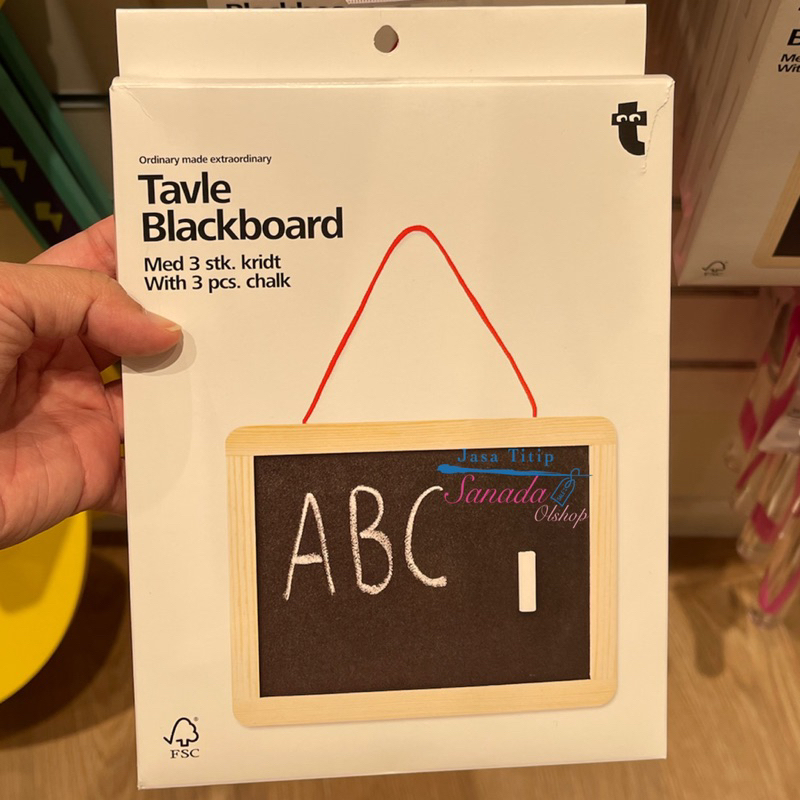 Ordinary made extraordinary
Tavle
Blackboard
Med 3 stk. kridt
With 3 pcs. chalk
t
ABC
Jasa Titip
Sanada
Olshop
FSC